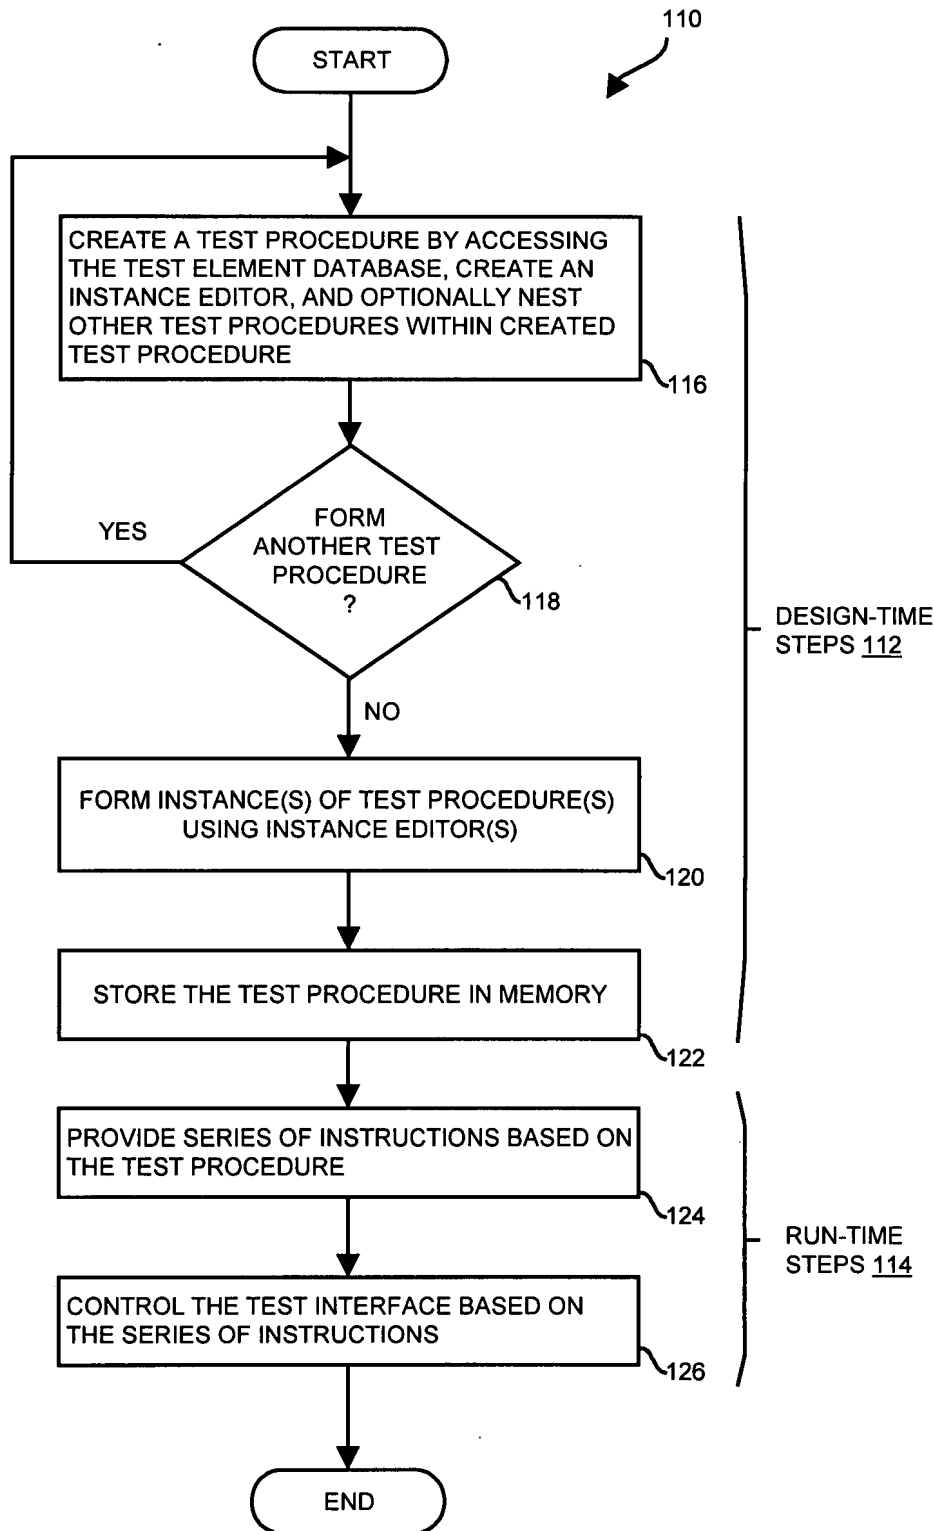 110
START
CREATE A TEST PROCEDURE BY ACCESSING
THE TEST ELEMENT DATABASE, CREATE AN
INSTANCE EDITOR, AND OPTIONALLY NEST
OTHER TEST PROCEDURES WITHIN CREATED
TEST PROCEDURE
116
YES
FORM
ANOTHER TEST
PROCEDURE
?
118
DESIGN-TIME
STEPS 112
NO
FORM INSTANCE(S) OF TEST PROCEDURE(S)
USING INSTANCE EDITOR(S)
120
STORE THE TEST PROCEDURE IN MEMORY
122
PROVIDE SERIES OF INSTRUCTIONS BASED ON
THE TEST PROCEDURE
124
RUN-TIME
STEPS 114
CONTROL THE TEST INTERFACE BASED ON
THE SERIES OF INSTRUCTIONS
126
END